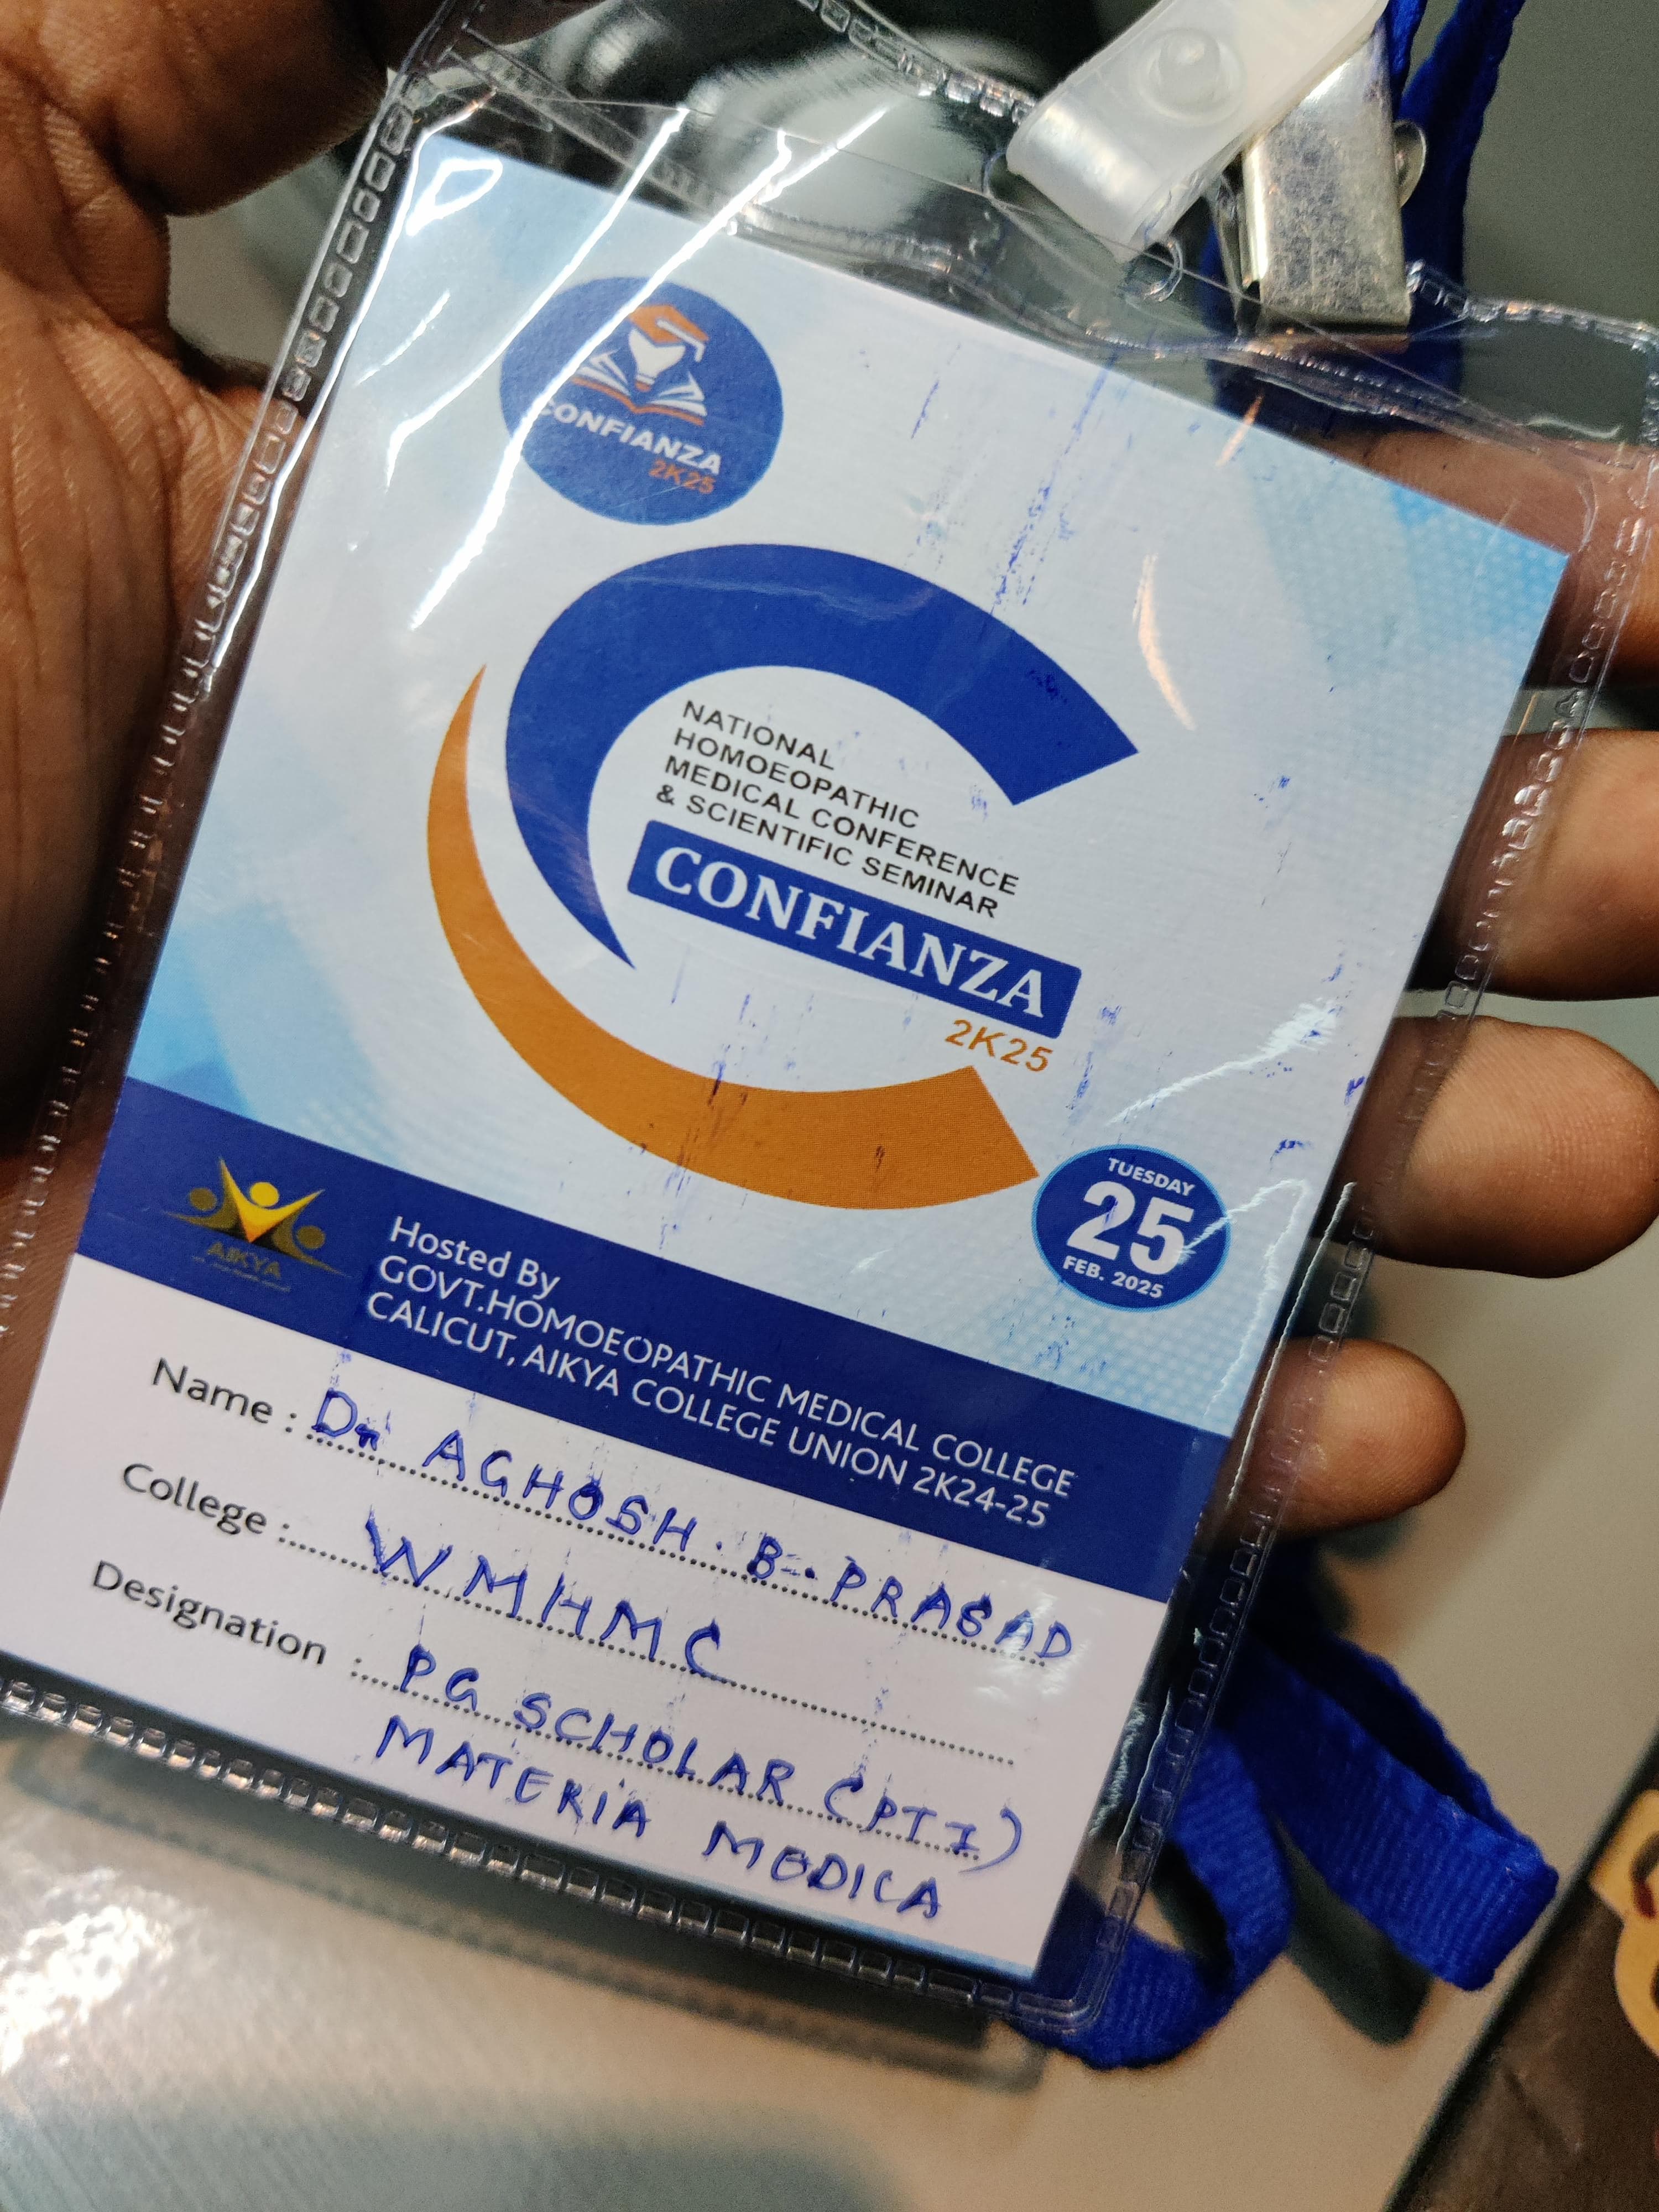 CONFIANZA
2K25
NATIONAL
HOMOEOPATHIC
MEDICAL CONFERENCE
& SCIENTIFIC SEMINAR
CONFIANZA
2K25
TUESDAY
25
FEB. 2025
AIKYA
Hosted By
GOVT.HOMOEOPATHIC MEDICAL COLLEGE
CALICUT, AIKYA COLLEGE UNION 2K24-25
Name : Dr AGHOSH. B. PRASAD
College : WMHMC
Designation : PG SCHOLAR (PT I)
MATERIA MEDICA